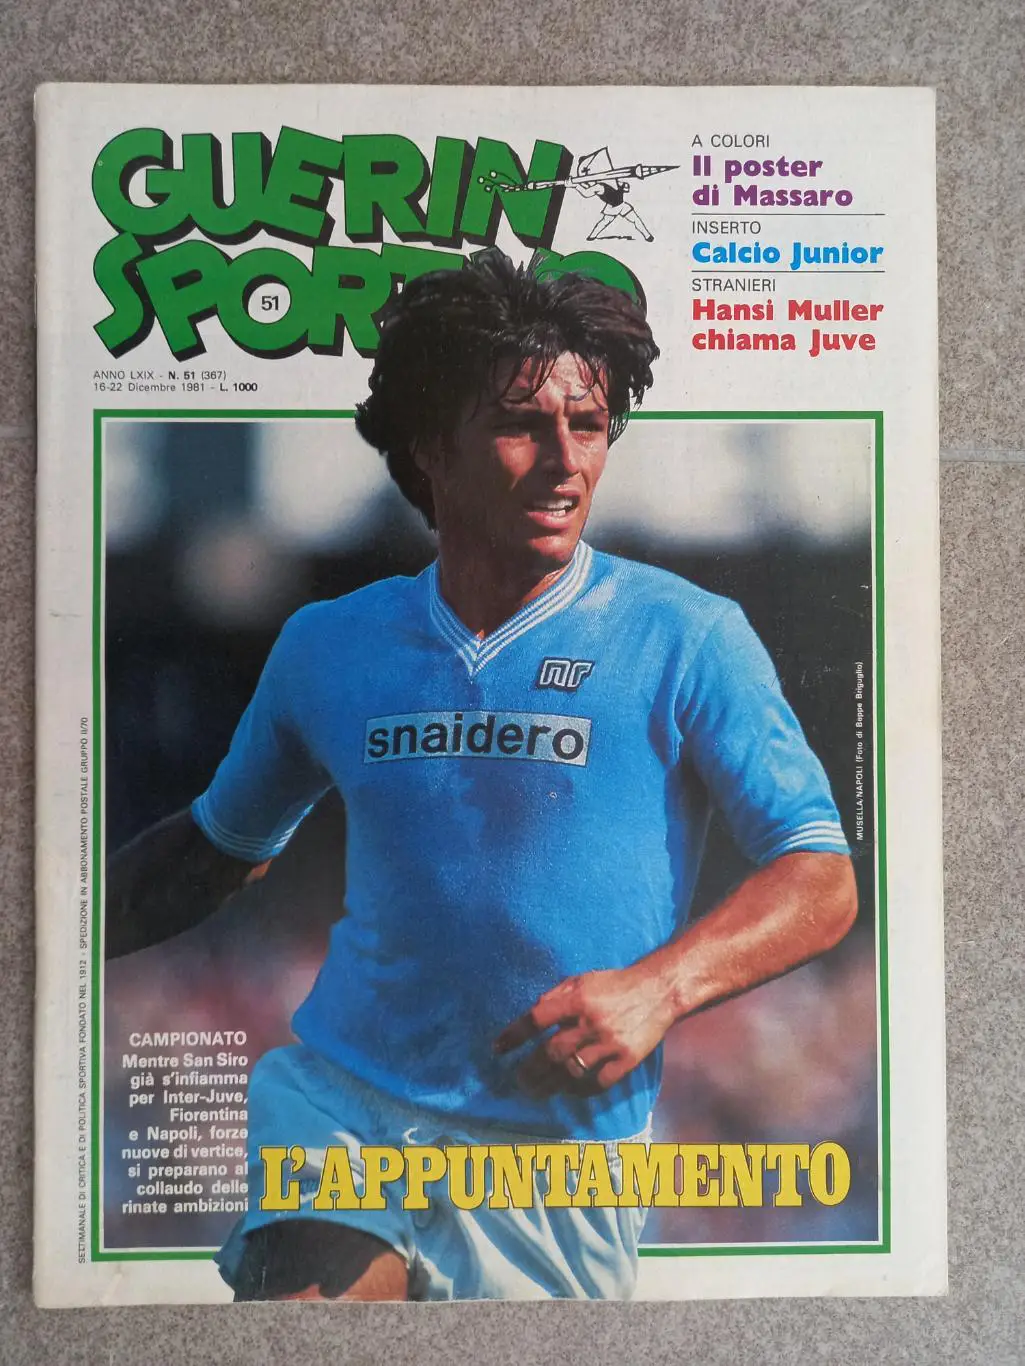 GUERIN
SPORTIVO
51
ANNO LXIX - N. 51 (367)
16-22 Dicembre 1981 - L. 1000
A COLORI
Il poster
di Massaro
INSERTO
Calcio Junior
STRANIERI
Hansi Muller
chiama Juve
nr
snaidero
MUSELLA/NAPOLI (Foto di Beppe Briguglio)
SETTIMANALE DI CRITICA E DI POLITICA SPORTIVA FONDATO NEL 1912 - SPEDIZIONE IN ABBONAMENTO POSTALE GRUPPO II/70
CAMPIONATO
Mentre San Siro
già s'infiamma
per Inter-Juve,
Fiorentina
e Napoli, forze
nuove di vertice,
si preparano al
collaudo delle
rinate ambizioni
L'APPUNTAMENTO